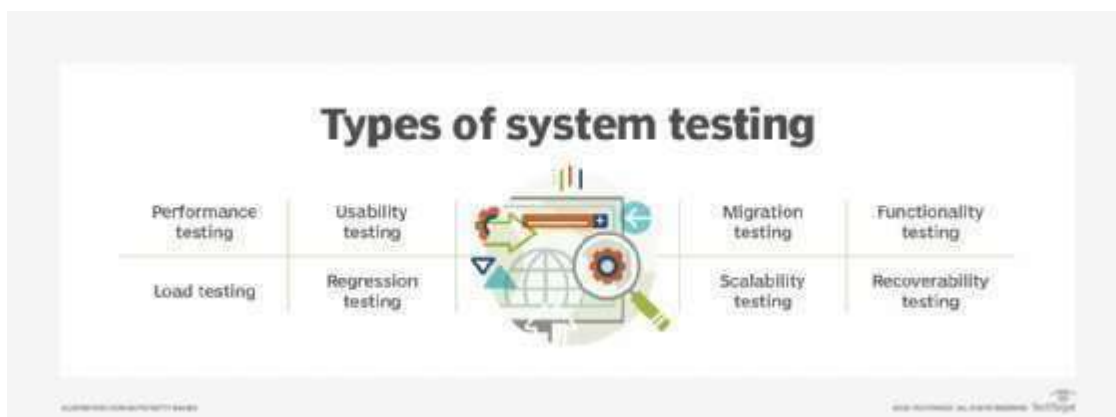 Types of system testing
Performance
testing
Usability
testing
Migration
testing
Functionality
testing
Load testing
Regression
testing
Scalability
testing
Recoverability
testing
TechTarget